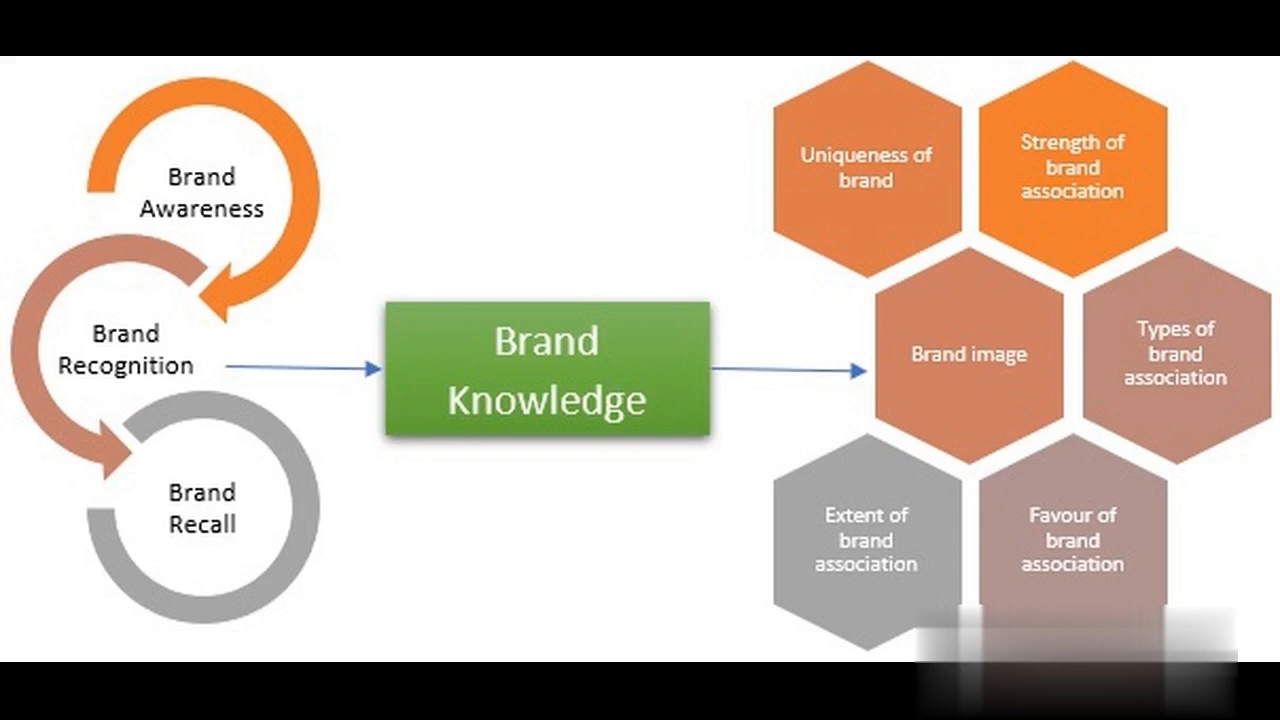 Brand
Awareness
Brand
Recognition
Brand
Recall
Brand
Knowledge
Uniqueness of
brand
Strength of
brand
association
Brand image
Types of
brand
association
Extent of
brand
association
Favour of
brand
association